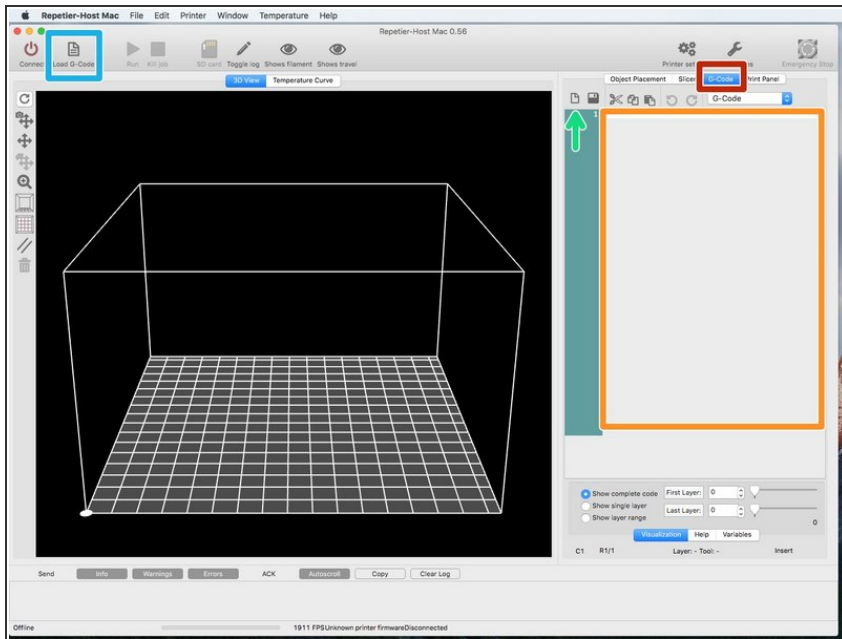 Repetier-Host Mac File Edit Printer Window Temperature Help
Repetier-Host Mac 0.56
Connec Load G-Code Run Kill job SD card Toggle log Shows filament Shows travel Printer set Emergency Stop
3D View Temperature Curve
Object Placement Slicer G-Code Print Panel
G-Code
1
Show complete code First Layer: 0
Show single layer Last Layer: 0
Show layer range 0
Visualization Help Variables
C1 R1/1 Layer: - Tool: - Insert
Send Info Warnings Errors ACK Autoscroll Copy Clear Log
Offline 1911 FPSUnknown printer firmwareDisconnected